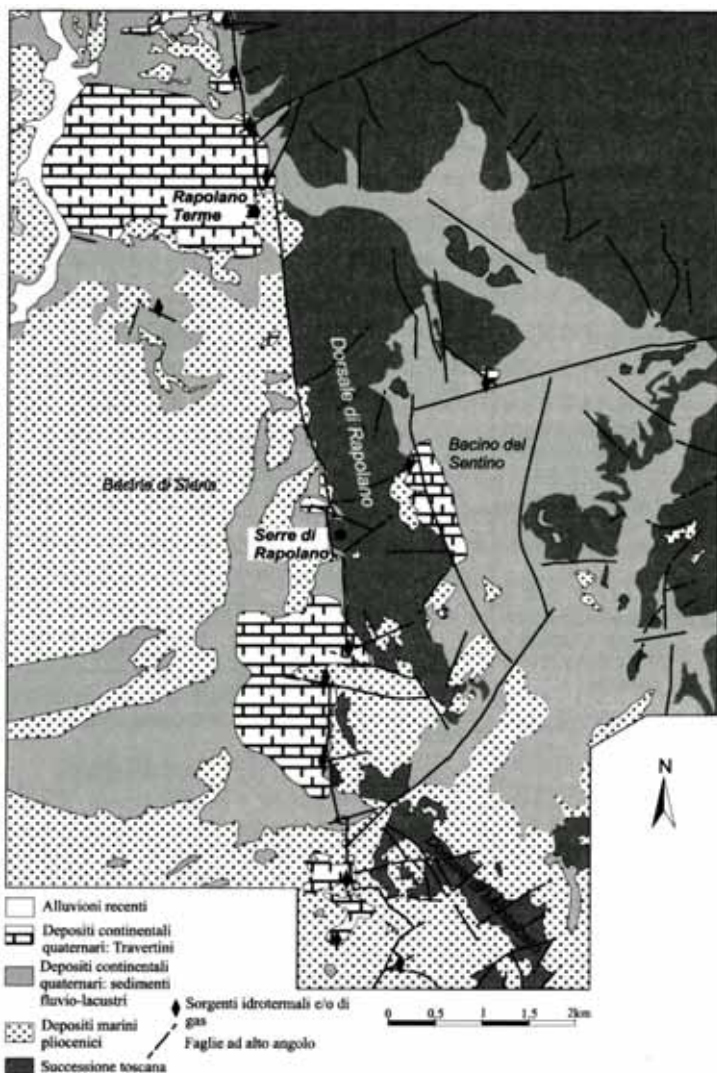 Rapolano
Terme
Dorsale di Rapolano
Bacino del
Sentino
Bacino di Siena
Serre di
Rapolano
N
Alluvioni recenti
Depositi continentali
quaternari: Travertini
Depositi continentali
quaternari: sedimenti
fluvio-lacustri
Depositi marini
pliocenici
Successione toscana
Sorgenti idrotermali e/o di
gas
Faglie ad alto angolo
0 0,5 1 1,5 2km